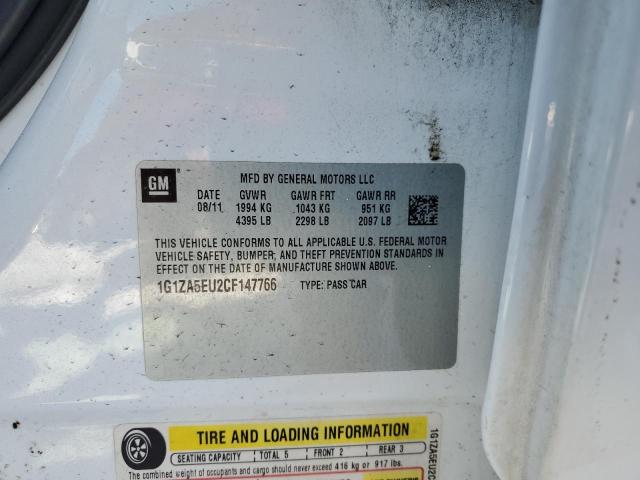 GM
MFD BY GENERAL MOTORS LLC
DATE GVWR GAWR FRT GAWR RR
08/11 1994 KG 1043 KG 951 KG
4395 LB 2298 LB 2097 LB
THIS VEHICLE CONFORMS TO ALL APPLICABLE U.S. FEDERAL MOTOR
VEHICLE SAFETY, BUMPER, AND THEFT PREVENTION STANDARDS
IN EFFECT ON THE DATE OF MANUFACTURE SHOWN ABOVE.
1G1ZA5EU2CF147766 TYPE: PASS CAR
TIRE AND LOADING INFORMATION
SEATING CAPACITY TOTAL 5 FRONT 2 REAR 3
The combined weight of occupants and cargo should never exceed 416 kg or 917 lbs.
1G1ZA5EU2C